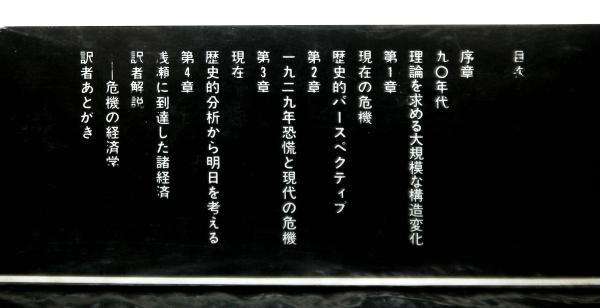 目次
序章
九〇年代
理論を求める大規模な構造変化
第1章
現在の危機
歴史的パースペクティブ
第2章
一九二九年恐慌と現代の危機
第3章
現在
歴史的分析から明日を考える
第4章
浅瀬に到達した諸経済
訳者解説
——危機の経済学
訳者あとがき